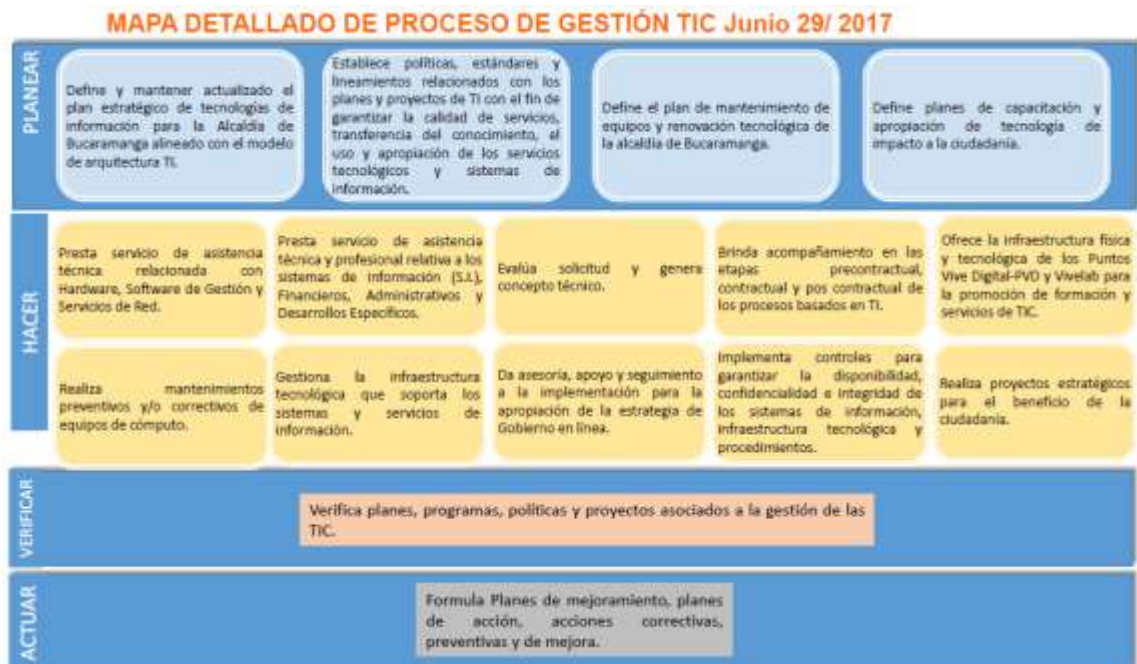 MAPA DETALLADO DE PROCESO DE GESTIÓN TIC Junio 29/ 2017
PLANEAR
Define y mantener actualizado el
plan estratégico de tecnologías de
información para la Alcaldía de
Bucaramanga alineado con el modelo
de arquitectura TI.
Establece políticas, estándares y
lineamientos relacionados con los
planes y proyectos de TI con el fin de
garantizar la calidad de servicios,
transferencia del conocimiento, el
uso y apropiación de los servicios
tecnológicos y sistemas de
información.
Define el plan de mantenimiento de
equipos y renovación tecnológica de
la alcaldía de Bucaramanga.
Define planes de capacitación y
apropiación de tecnología de
impacto a la ciudadanía.
HACER
Presta servicio de asistencia
técnica relacionada con
Hardware, Software de Gestión y
Servicios de Red.
Presta servicio de asistencia
técnica y profesional relativa a los
sistemas de información (S.I.),
Financieros, Administrativos y
Desarrollos Específicos.
Evalúa solicitud y genera
concepto técnico.
Brinda acompañamiento en las
etapas precontractual,
contractual y pos contractual de
los procesos basados en TI.
Ofrece la infraestructura física
y tecnológica de los Puntos
Vive Digital-PVD y Vivelab para
la promoción de formación y
servicios de TIC.
Realiza mantenimientos
preventivos y/o correctivos de
equipos de cómputo.
Gestiona la infraestructura
tecnológica que soporta los
sistemas y servicios de
información.
Da asesoría, apoyo y seguimiento
a la implementación para la
apropiación de la estrategia de
Gobierno en línea.
Implementa controles para
garantizar la disponibilidad,
confidencialidad e integridad de
los sistemas de información,
infraestructura tecnológica y
procedimientos.
Realiza proyectos estratégicos
para el beneficio de la
ciudadanía.
VERIFICAR
Verifica planes, programas, políticas y proyectos asociados a la gestión de las
TIC.
ACTUAR
Formula Planes de mejoramiento, planes
de acción, acciones correctivas,
preventivas y de mejora.